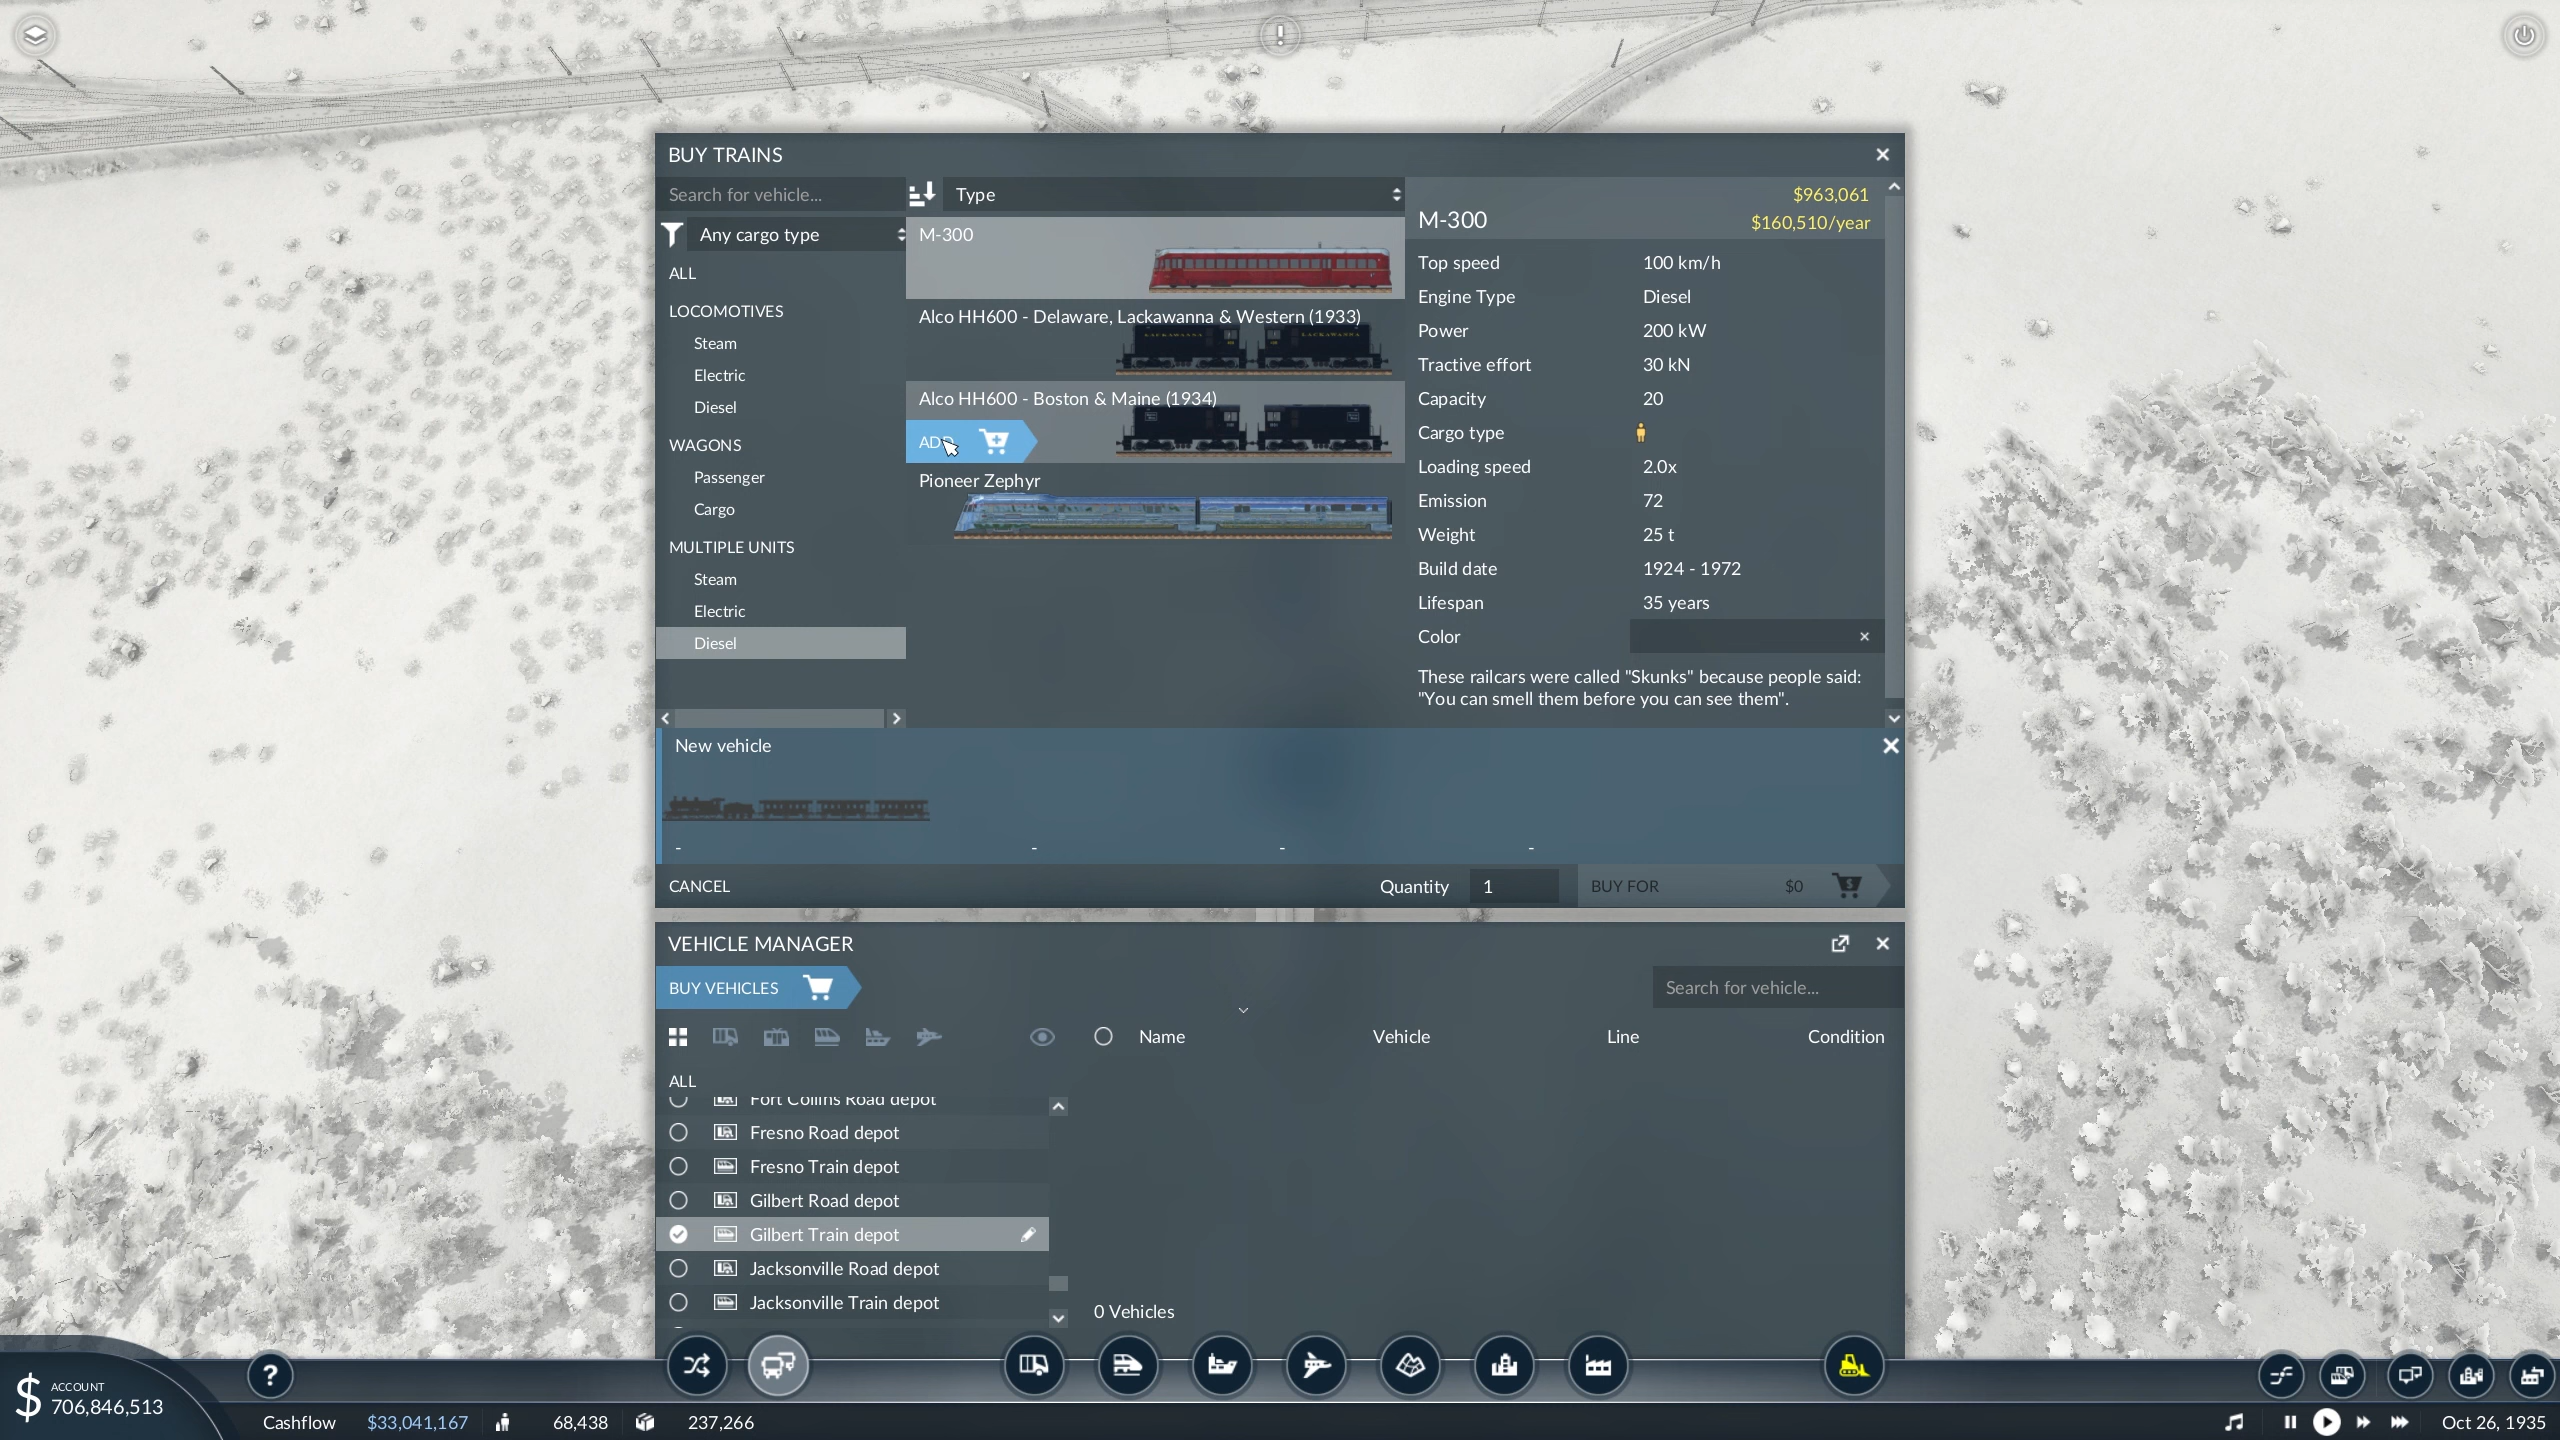 BUY TRAINS
Search for vehicle...
Type
Any cargo type
ALL
LOCOMOTIVES
Steam
Electric
Diesel
WAGONS
Passenger
Cargo
MULTIPLE UNITS
Steam
Electric
Diesel
M-300
Alco HH600 - Delaware, Lackawanna & Western (1933)
LACKAWANNA LACKAWANNA
Alco HH600 - Boston & Maine (1934)
ADD
Pioneer Zephyr
$963,061
M-300
$160,510/year
Top speed 100 km/h
Engine Type Diesel
Power 200 kW
Tractive effort 30 kN
Capacity 20
Cargo type
Loading speed 2.0x
Emission 72
Weight 25 t
Build date 1924 - 1972
Lifespan 35 years
Color
These railcars were called "Skunks" because people said:
"You can smell them before you can see them".
New vehicle
- - - -
CANCEL
Quantity 1
BUY FOR $0
VEHICLE MANAGER
BUY VEHICLES
Search for vehicle...
Name Vehicle Line Condition
ALL
Fort Collins Road depot
Fresno Road depot
Fresno Train depot
Gilbert Road depot
Gilbert Train depot
Jacksonville Road depot
Jacksonville Train depot
0 Vehicles
$ ACCOUNT
706,846,513
?
Cashflow $33,041,167 68,438 237,266
Oct 26, 1935